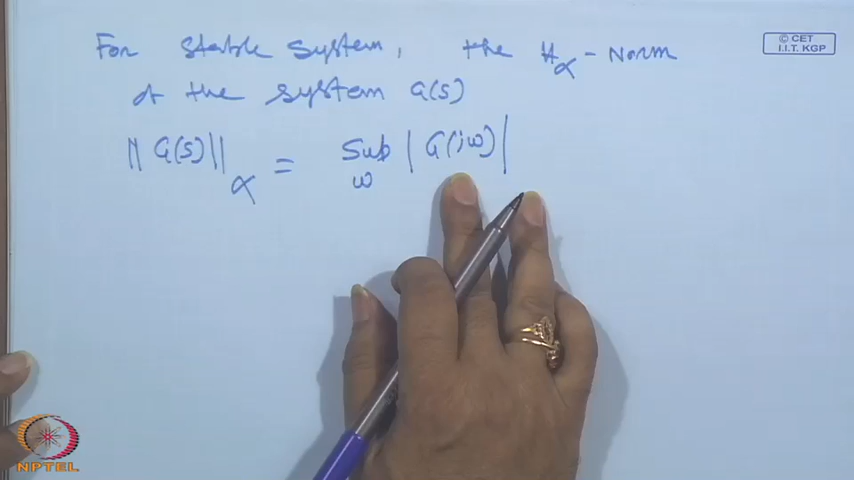 For stable system, the H∝ - Norm
© CET
I.I.T. KGP
of the system G(s)
||G(s)||∝ = Sub |G(jω)|
ω
NPTEL